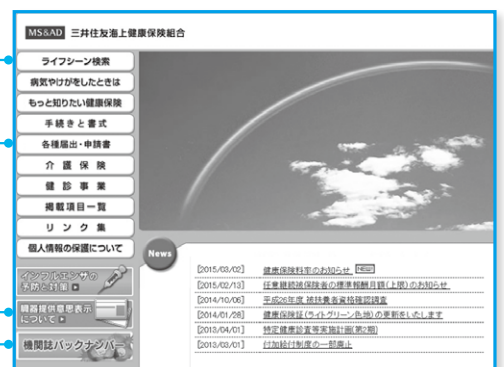 MS&AD 三井住友海上健康保険組合
ライフシーン検索
病気やけがをしたときは
もっと知りたい健康保険
手続きと書式
各種届出・申請書
介護保険
健診事業
掲載項目一覧
リンク集
個人情報の保護について
インフルエンザの
予防と対策
臓器提供意思表示
について
機関誌バックナンバー
News
[2015/03/02] 健康保険料率のお知らせ NEW!
[2015/02/13] 任意継続被保険者の標準報酬月額(上限)のお知らせ
[2014/10/06] 平成26年度 被扶養者資格確認調査
[2014/01/28] 健康保険証(ライトグリーン色地)の更新をいたします
[2013/04/01] 特定健康診査等実施計画(第2期)
[2013/03/01] 付加給付制度の一部廃止